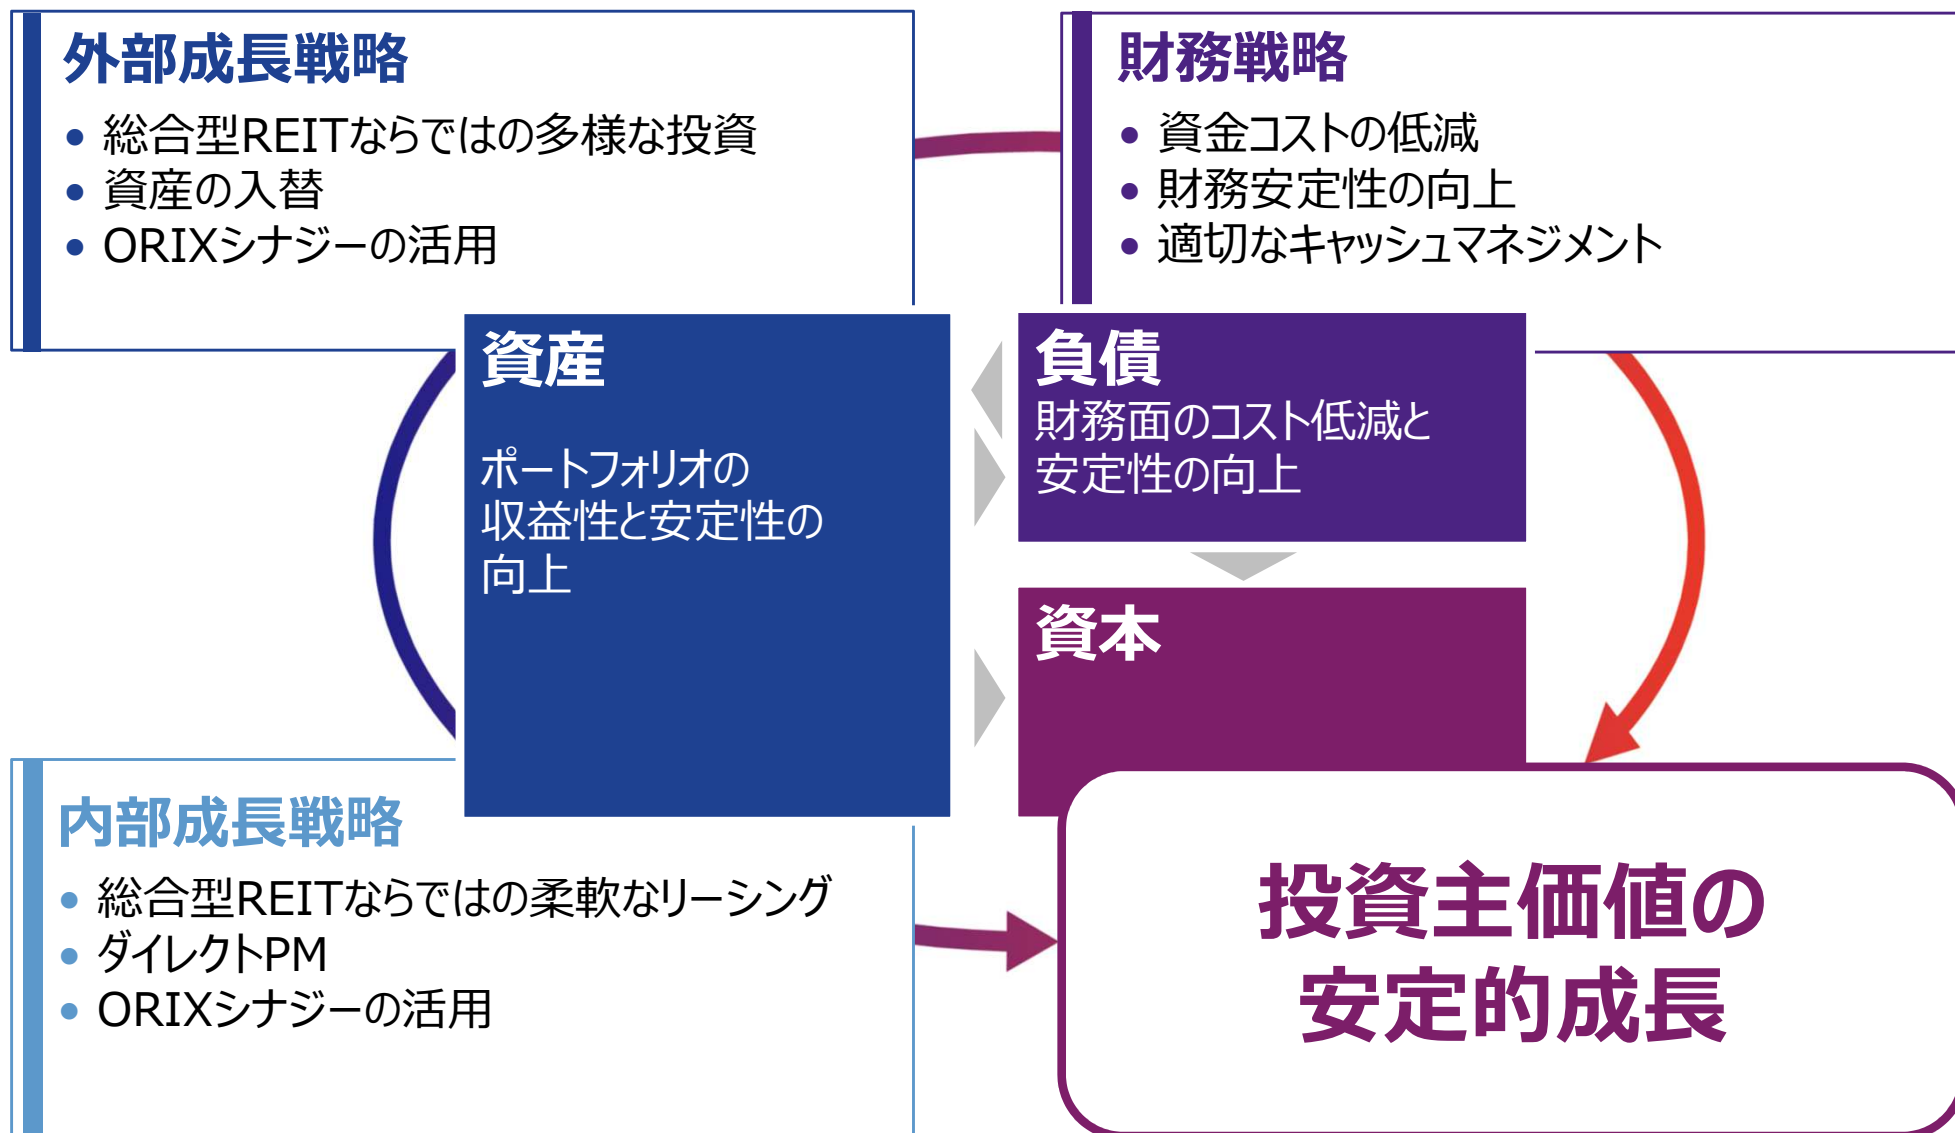 外部成長戦略
• 総合型REITならではの多様な投資
• 資産の入替
• ORIXシナジーの活用
財務戦略
• 資金コストの低減
• 財務安定性の向上
• 適切なキャッシュマネジメント
資産
ポートフォリオの
収益性と安定性の
向上
負債
財務面のコスト低減と
安定性の向上
資本
内部成長戦略
• 総合型REITならではの柔軟なリーシング
• ダイレクトPM
• ORIXシナジーの活用
投資主価値の
安定的成長